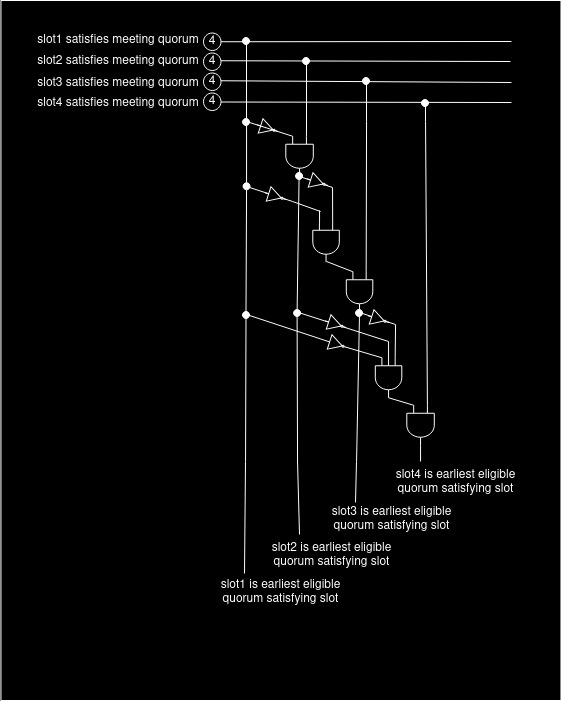 slot1 satisfies meeting quorum 4
slot2 satisfies meeting quorum 4
slot3 satisfies meeting quorum 4
slot4 satisfies meeting quorum 4
slot4 is earliest eligible
quorum satisfying slot
slot3 is earliest eligible
quorum satisfying slot
slot2 is earliest eligible
quorum satisfying slot
slot1 is earliest eligible
quorum satisfying slot